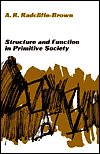 A. R. Radcliffe-Brown
Structure and Function
in Primitive Society